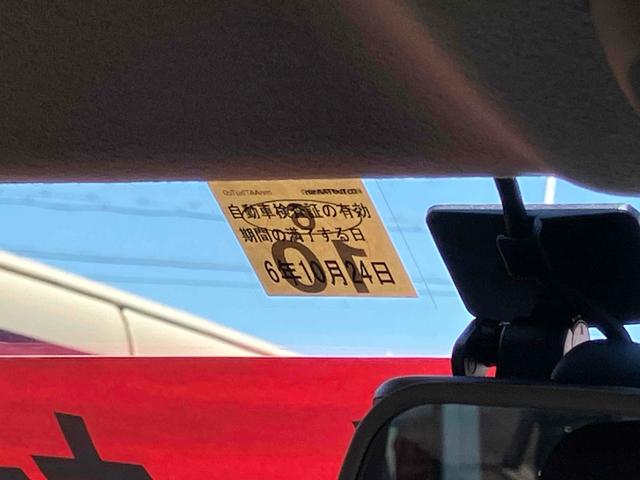 自動車検査証の有効
期間の満了する日
6年10月24日